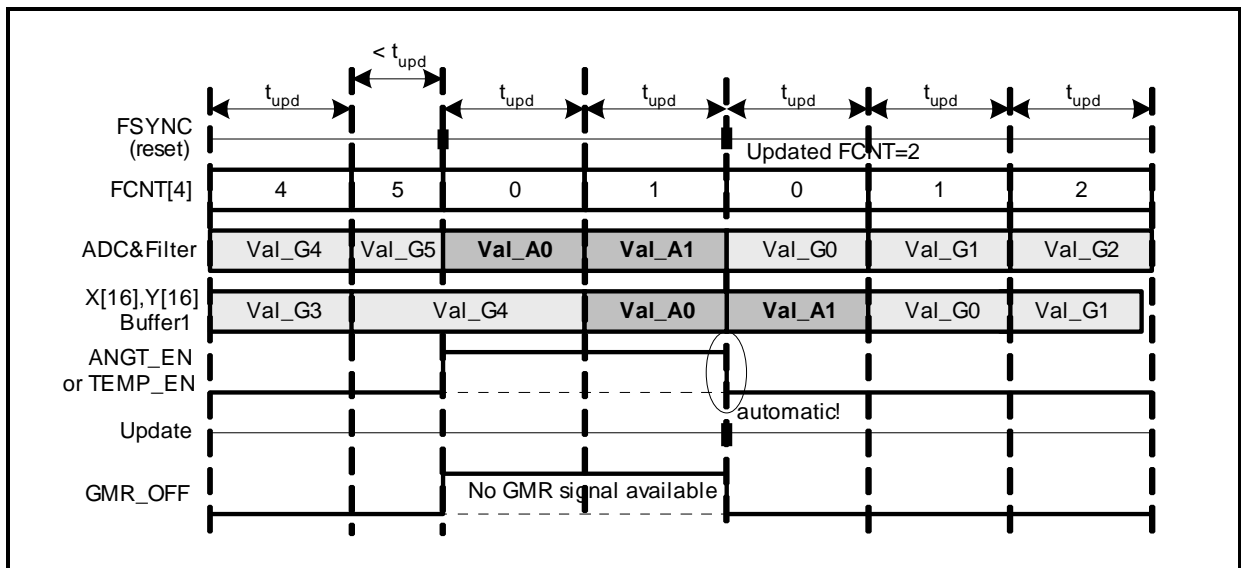 < t_upd
t_upd t_upd t_upd t_upd t_upd t_upd
FSYNC
(reset)
Updated FCNT=2
FCNT[4] 4 5 0 1 0 1 2
ADC&Filter Val_G4 Val_G5 Val_A0 Val_A1 Val_G0 Val_G1 Val_G2
X[16],Y[16]
Buffer1
Val_G3 Val_G4 Val_A0 Val_A1 Val_G0 Val_G1
ANGT_EN
or TEMP_EN
automatic!
Update
GMR_OFF No GMR signal available